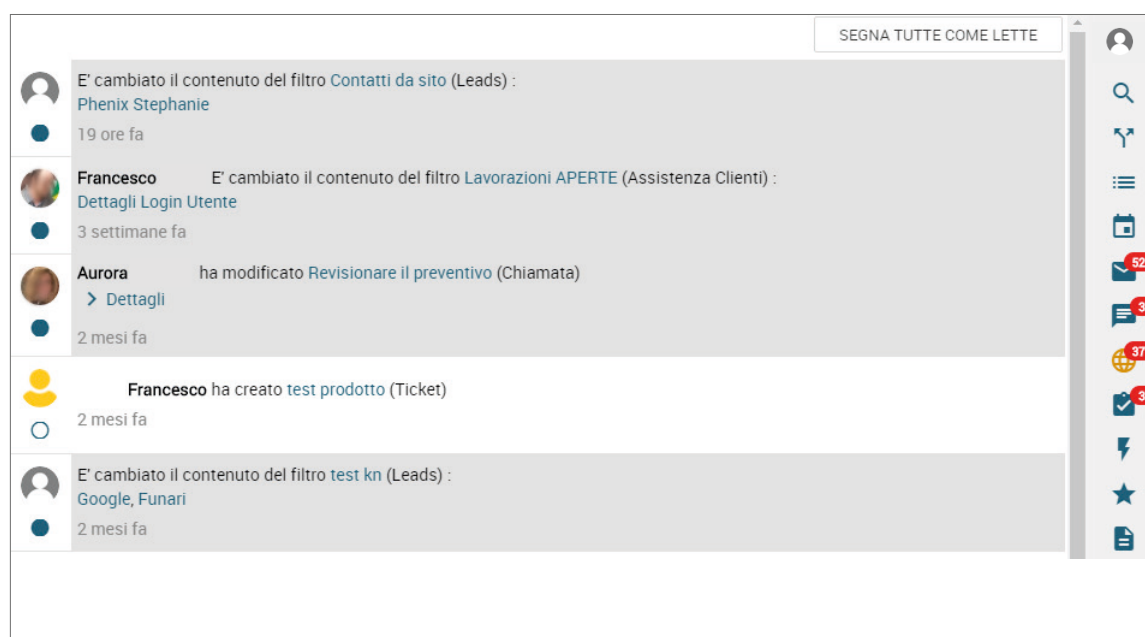 SEGNA TUTTE COME LETTE
E' cambiato il contenuto del filtro Contatti da sito (Leads) :
Phenix Stephanie
19 ore fa
Francesco E' cambiato il contenuto del filtro Lavorazioni APERTE (Assistenza Clienti) :
Dettagli Login Utente
3 settimane fa
Aurora ha modificato Revisionare il preventivo (Chiamata)
Dettagli
2 mesi fa
Francesco ha creato test prodotto (Ticket)
2 mesi fa
E' cambiato il contenuto del filtro test kn (Leads) :
Google, Funari
2 mesi fa
52
3
37
3